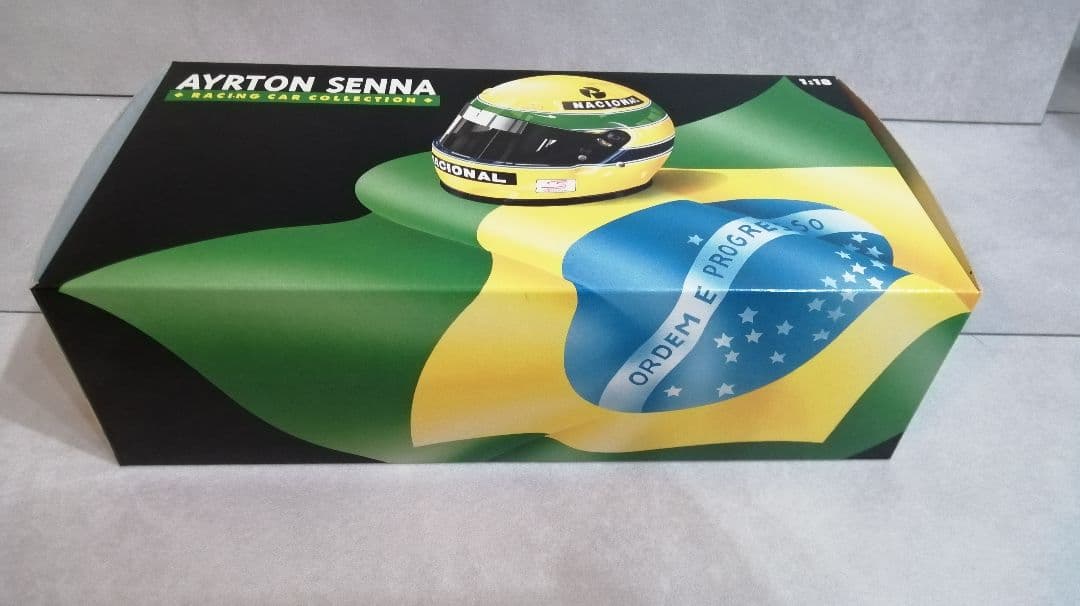 AYRTON SENNA
RACING CAR COLLECTION
1:18
NACIONAL
NACIONAL
ORDEM E PROGRESSO